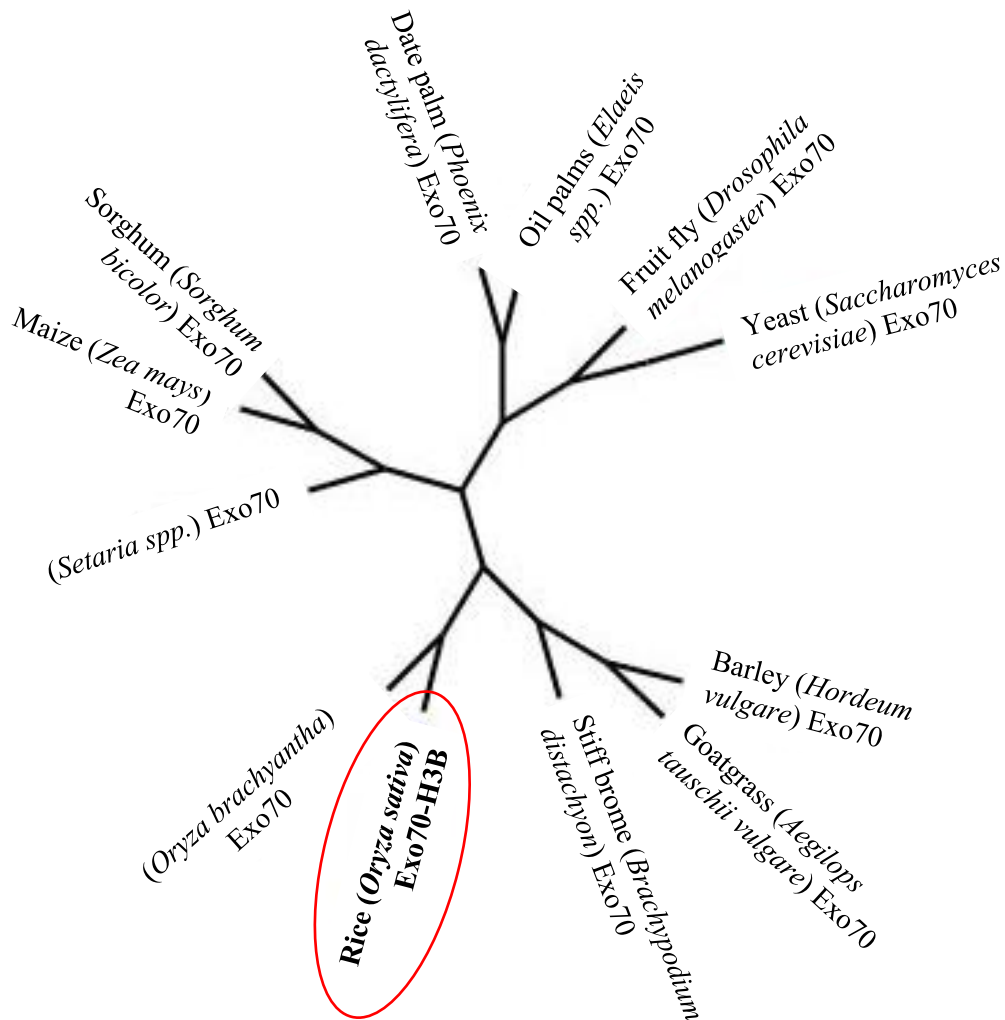 Date palm (Phoenix
dactylifera) Exo70
Oil palms (Elaeis
spp.) Exo70
Fruit fly (Drosophila
melanogaster) Exo70
Yeast (Saccharomyces
cerevisiae) Exo70
Sorghum (Sorghum
bicolor) Exo70
Maize (Zea mays)
Exo70
(Setaria spp.) Exo70
(Oryza brachyantha)
Exo70
Rice (Oryza sativa)
Exo70-H3B
Stiff brome (Brachypodium
distachyon) Exo70
Goatgrass (Aegilops
tauschii vulgare) Exo70
Barley (Hordeum
vulgare) Exo70